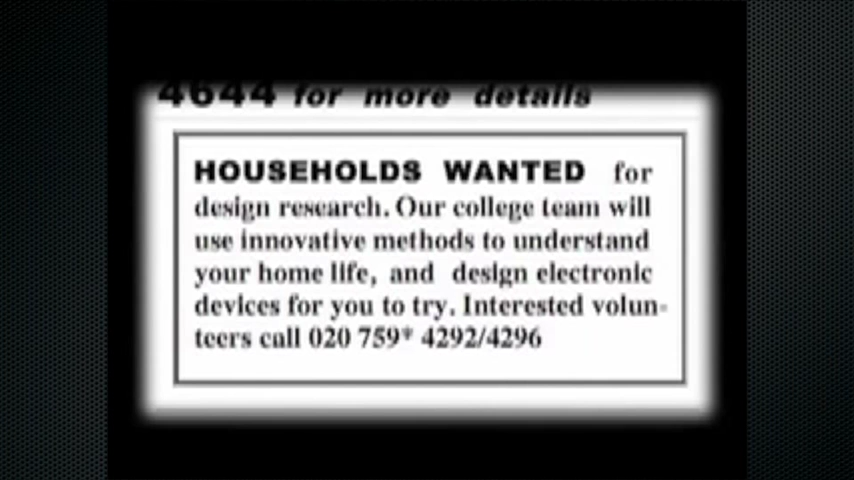 4644 for more details
HOUSEHOLDS WANTED for
design research. Our college team will
use innovative methods to understand
your home life, and design electronic
devices for you to try. Interested volun-
teers call 020 759* 4292/4296